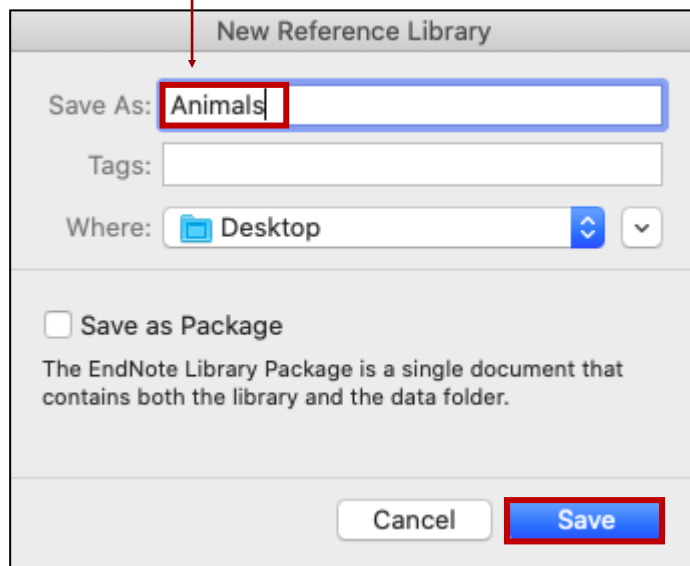 New Reference Library
Save As: Animals
Tags:
Where: Desktop
Save as Package
The EndNote Library Package is a single document that
contains both the library and the data folder.
Cancel Save